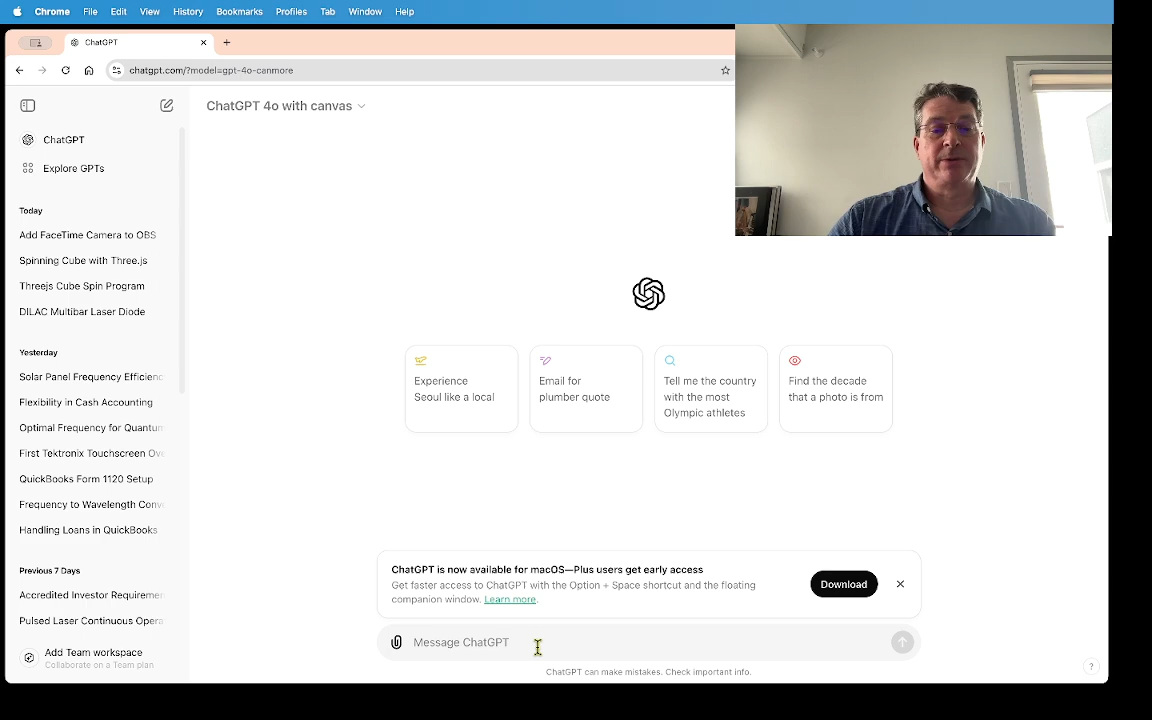 Chrome File Edit View History Bookmarks Profiles Tab Window Help
ChatGPT
chatgpt.com/?model=gpt-4o-canmore
ChatGPT 4o with canvas
ChatGPT
Explore GPTs
Today
Add FaceTime Camera to OBS
Spinning Cube with Three.js
Threejs Cube Spin Program
DILAC Multibar Laser Diode
Yesterday
Solar Panel Frequency Efficienc
Flexibility in Cash Accounting
Optimal Frequency for Quantum
First Tektronix Touchscreen Ov
QuickBooks Form 1120 Setup
Frequency to Wavelength Conv
Handling Loans in QuickBooks
Previous 7 Days
Accredited Investor Requiremen
Pulsed Laser Continuous Opera
Add Team workspace
Collaborate on a Team plan
Experience
Seoul like a local
Email for
plumber quote
Tell me the country
with the most
Olympic athletes
Find the decade
that a photo is from
ChatGPT is now available for macOS—Plus users get early access
Get faster access to ChatGPT with the Option + Space shortcut and the floating
companion window. Learn more.
Download
Message ChatGPT
ChatGPT can make mistakes. Check important info.
?